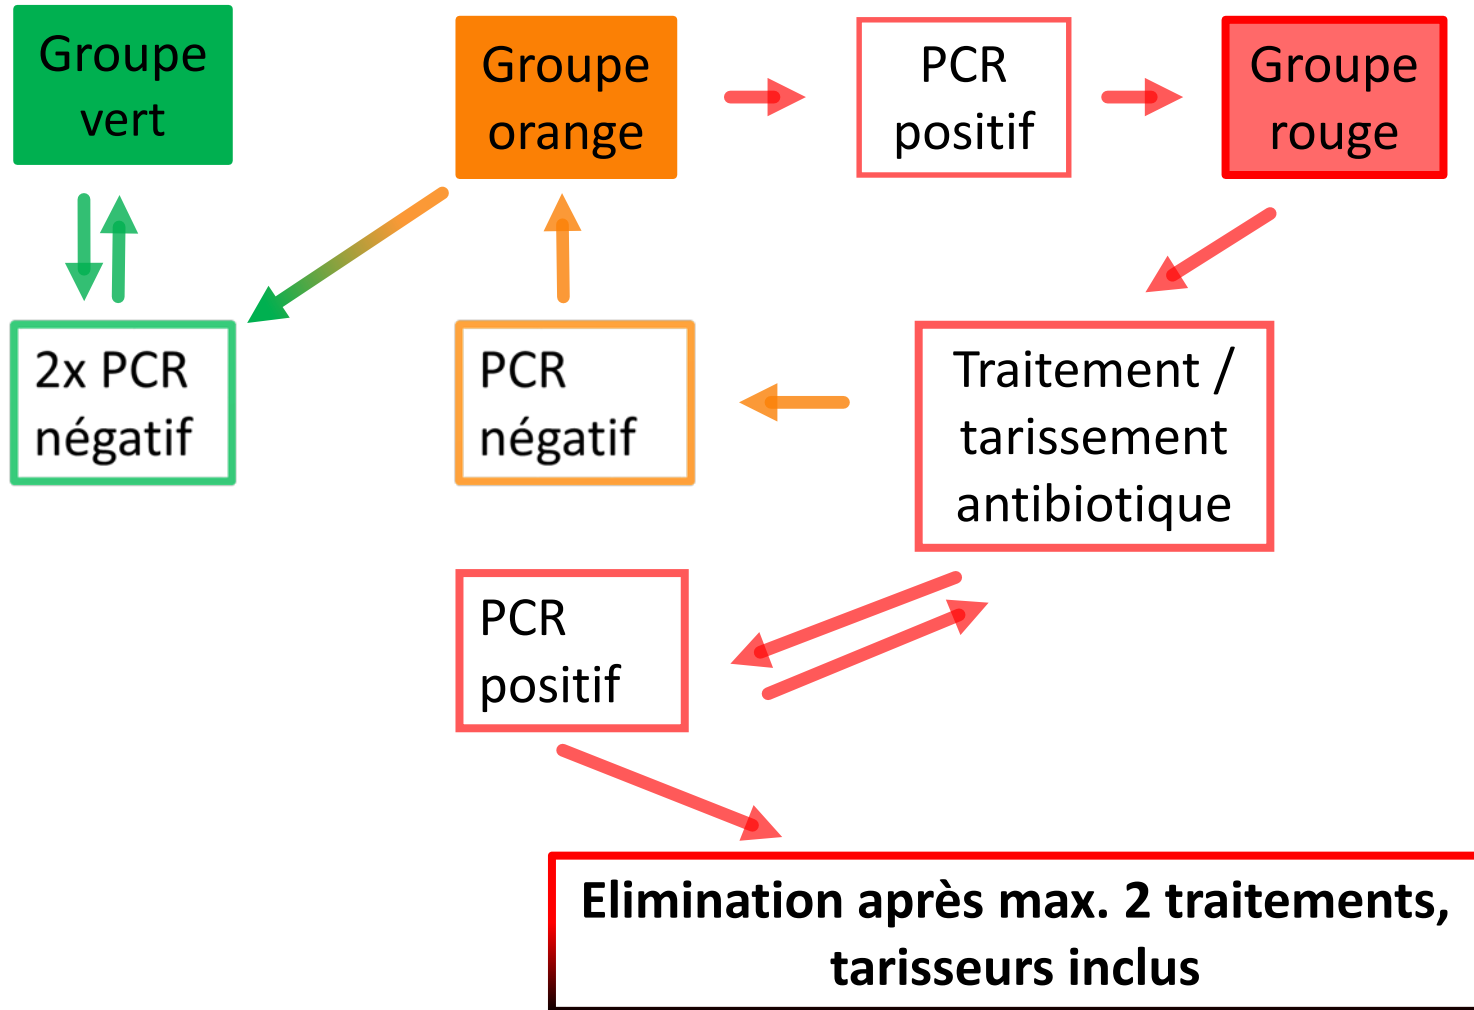 Groupe
vert
Groupe
orange
PCR
positif
Groupe
rouge
2x PCR
négatif
PCR
négatif
Traitement /
tarissement
antibiotique
PCR
positif
Elimination après max. 2 traitements,
tarisseurs inclus